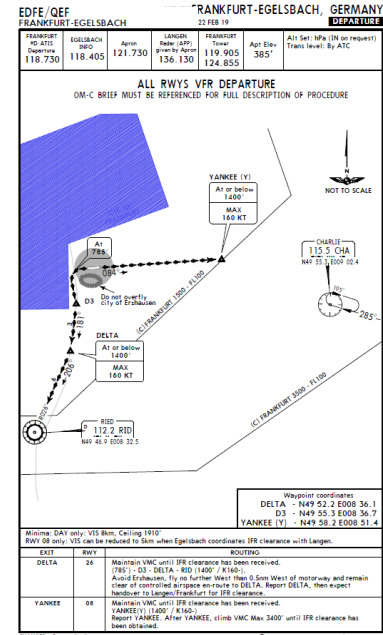 EDFE/QEF
FRANKFURT-EGELSBACH
22 FEB 19
FRANKFURT-EGELSBACH, GERMANY
DEPARTURE
FRANKFURT
*D-ATIS
Departure
118.730
EGELSBACH
INFO
118.405
Apron
121.730
LANGEN
Radar (APP)
given by Apron
136.130
FRANKFURT
Tower
119.905
124.855
Apt Elev
385'
Alt Set: hPa (IN on request)
Trans level: By ATC
ALL RWYS VFR DEPARTURE
OM-C BRIEF MUST BE REFERENCED FOR FULL DESCRIPTION OF PROCEDURE
YANKEE (Y)
At or below
1400'
MAX
160 KT
NOT TO SCALE
CHARLIE
115.5 CHA
N49 55.3 E009 02.4
105°
285°
At
785'
084°
Do not overfly
city of Erzhausen
D3
3
181°
(C) FRANKFURT 1500 - FL100
DELTA
At or below
1400'
MAX
160 KT
206°
6
R026
(C) FRANKFURT 3500 - FL100
RIED
D 112.2 RID
N49 46.9 E008 32.5
Waypoint coordinates
DELTA - N49 52.2 E008 36.1
D3 - N49 55.3 E008 36.7
YANKEE (Y) - N49 58.2 E008 51.4
Minima: DAY only: VIS 8km, Ceiling 1910'
RWY 08 only: VIS can be reduced to 5km when Egelsbach coordinates IFR clearance with Langen.
EXIT RWY ROUTING
DELTA 26 Maintain VMC until IFR clearance has been received.
(785') - D3 - DELTA - RID (1400' / K160-).
Avoid Erzhausen, fly no further West than 0.5nm West of motorway and remain
clear of controlled airspace en-route to DELTA. Report DELTA, then expect
handover to Langen/Frankfurt for IFR clearance.
YANKEE 08 Maintain VMC until IFR clearance has been received.
YANKEE(Y) (1400' / K160-)
Report YANKEE. After YANKEE, climb VMC Max 3400' until IFR clearance has
been obtained.